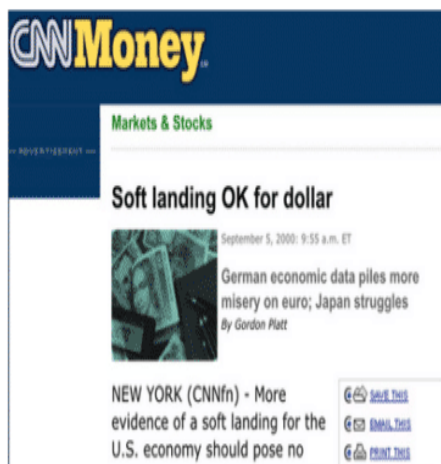 CNNMoney
Markets & Stocks
ADVERTISEMENT
Soft landing OK for dollar
September 5, 2000: 9:55 a.m. ET
German economic data piles more
misery on euro; Japan struggles
By Gordon Platt
NEW YORK (CNNfn) - More
evidence of a soft landing for the
U.S. economy should pose no
SAVE THIS
EMAIL THIS
PRINT THIS